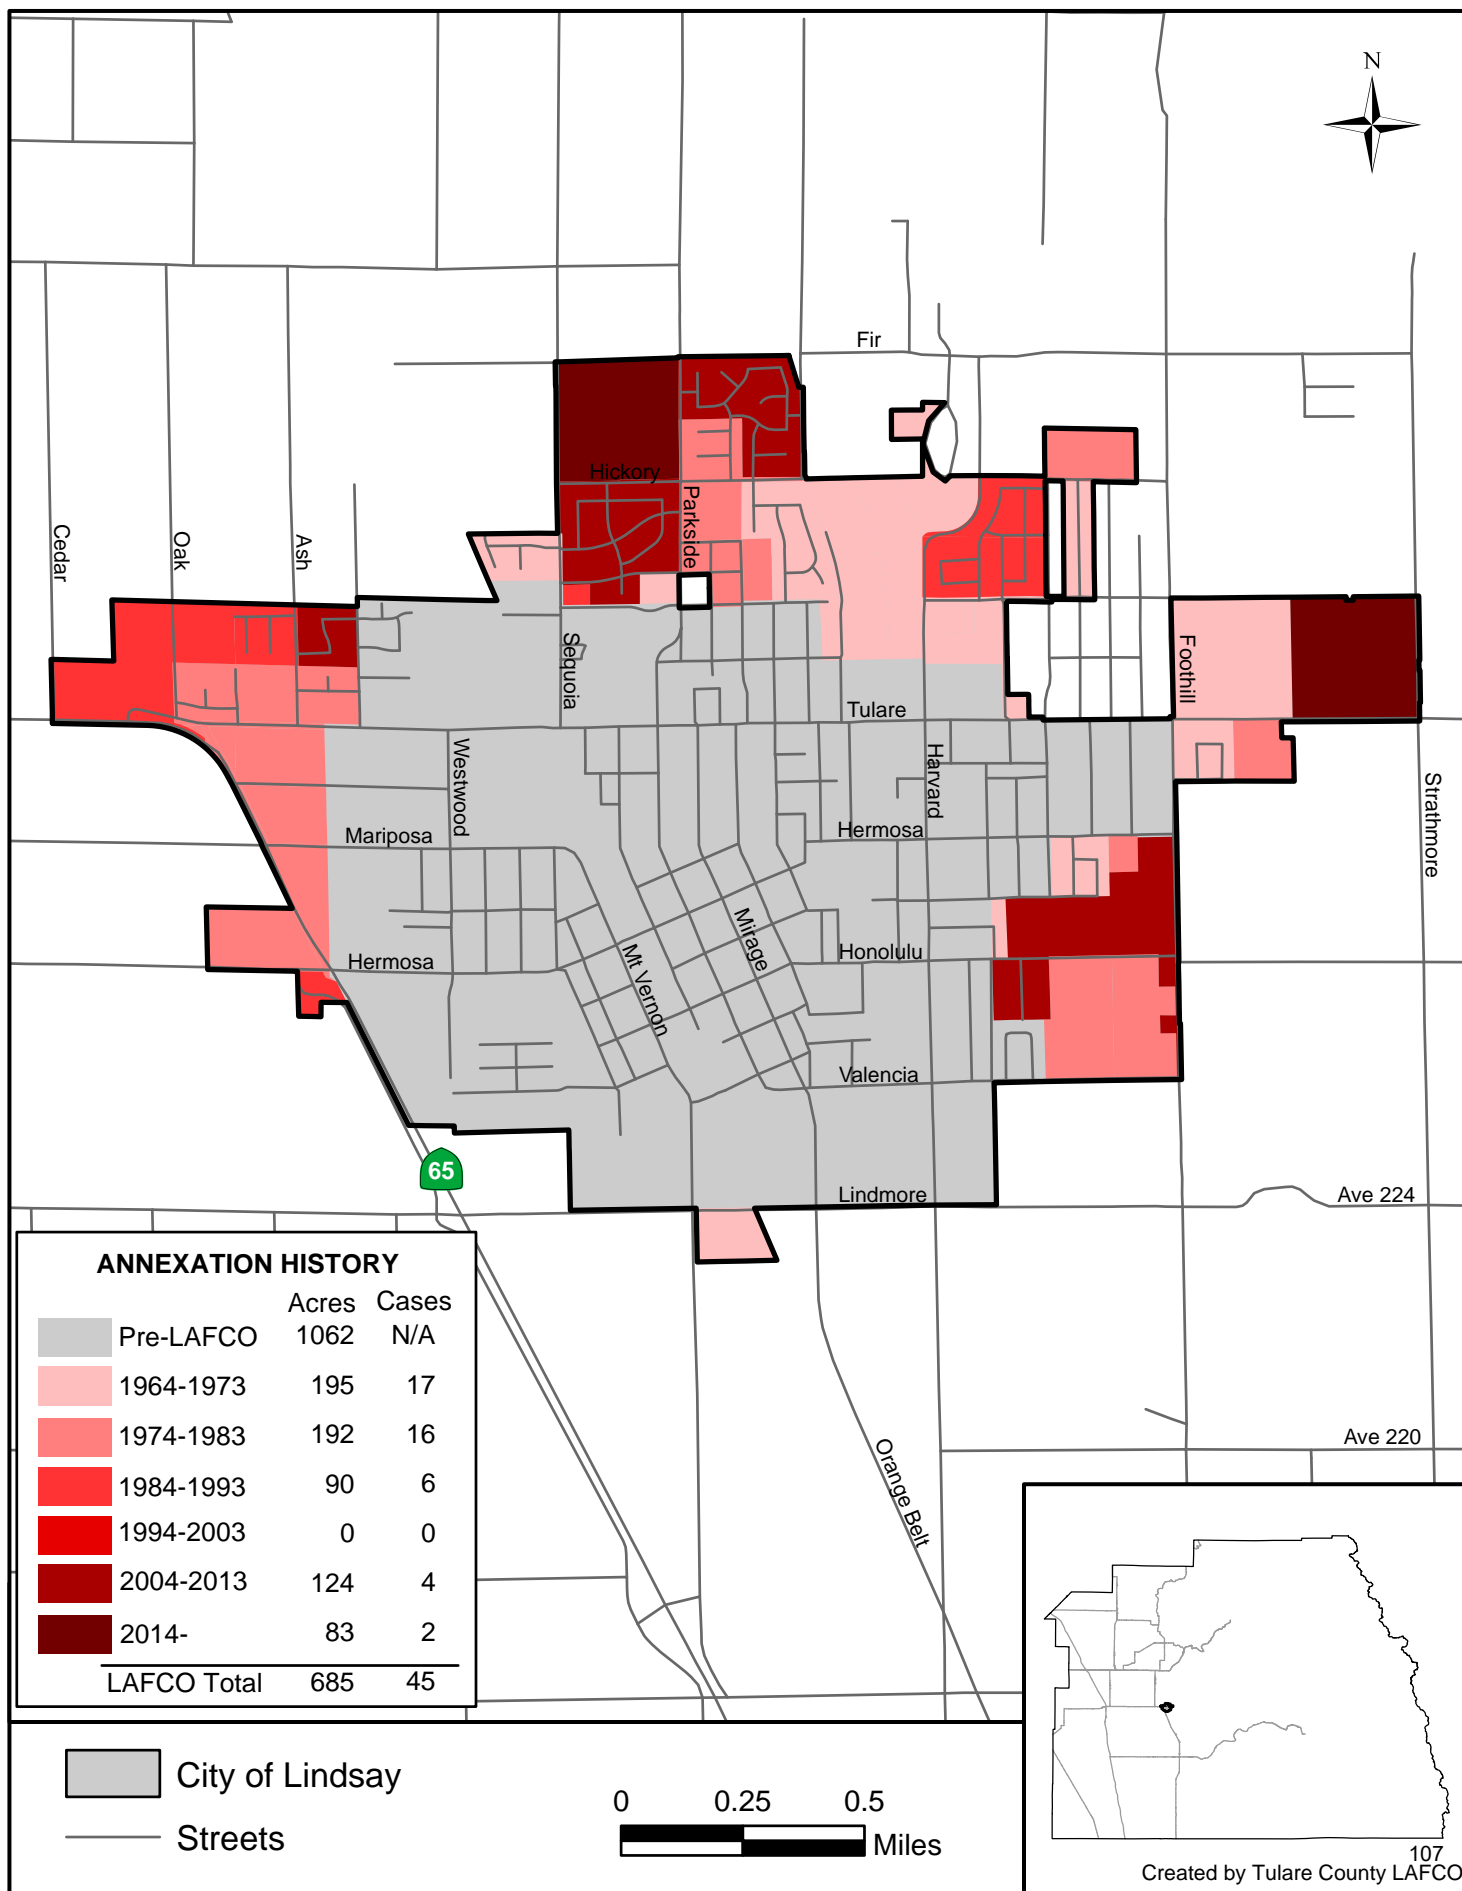 N
Fir
Hickory
Parkside
Cedar
Oak
Ash
Sequoia
Foothill
Tulare
Westwood
Harvard
Strathmore
Mariposa
Hermosa
Mirage
Honolulu
Hermosa
Mt Vernon
Valencia
65
Lindmore
Ave 224
Orange Belt
Ave 220
ANNEXATION HISTORY
Acres Cases
Pre-LAFCO 1062 N/A
1964-1973 195 17
1974-1983 192 16
1984-1993 90 6
1994-2003 0 0
2004-2013 124 4
2014- 83 2
LAFCO Total 685 45
City of Lindsay
Streets
0 0.25 0.5
Miles
107
Created by Tulare County LAFCO